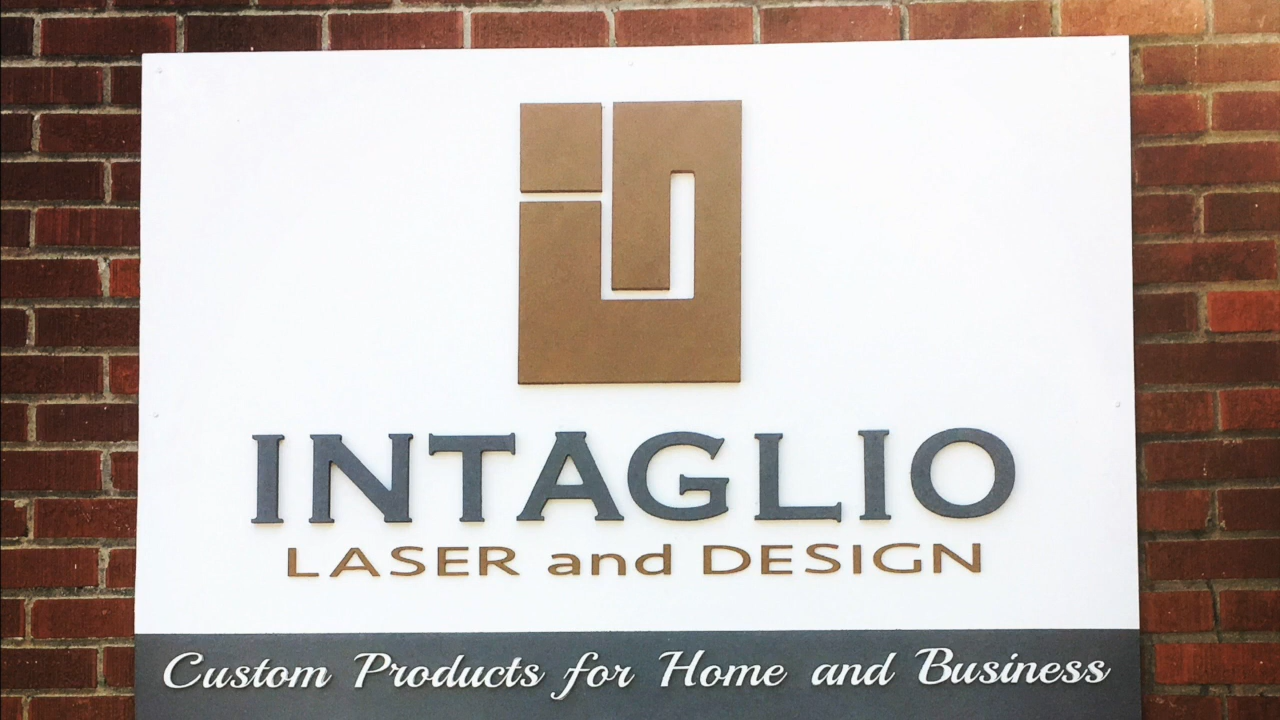 INTAGLIO
LASER and DESIGN
Custom Products for Home and Business